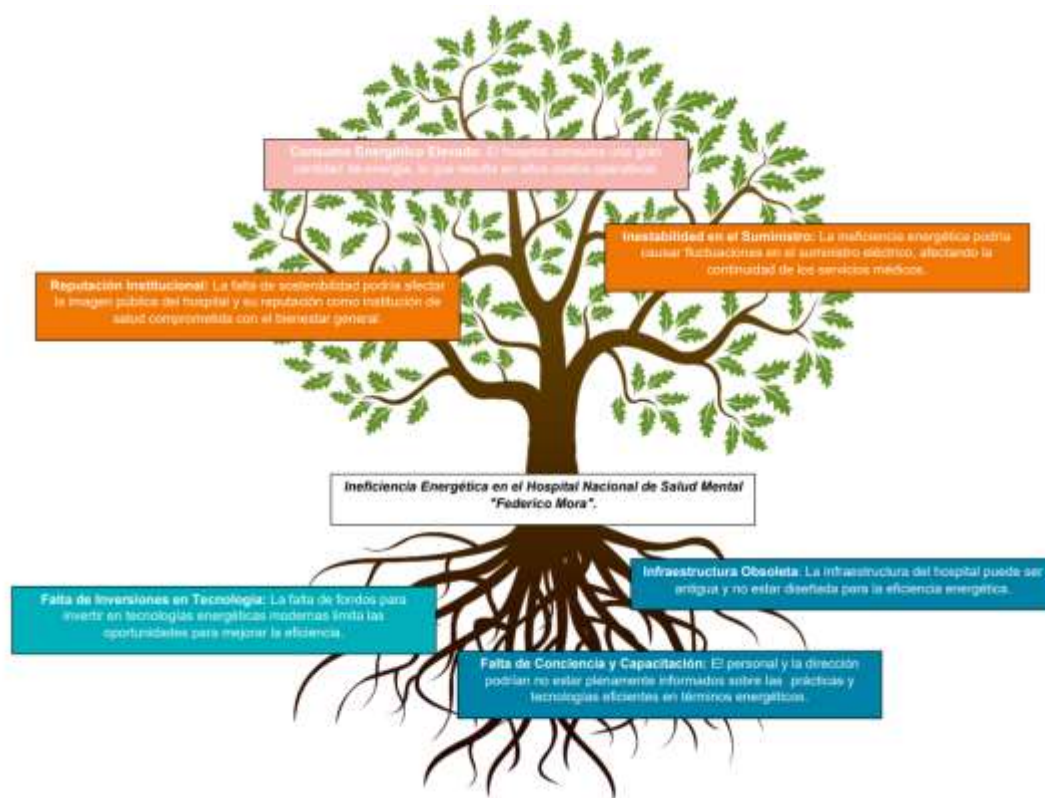 Consumo Energético Elevado: El hospital consume una gran
cantidad de energía, lo que resulta en altos costos operativos.
Inestabilidad en el Suministro: La ineficiencia energética podría
causar fluctuaciones en el suministro eléctrico, afectando la
continuidad de los servicios médicos.
Reputación Institucional: La falta de sostenibilidad podría afectar
la imagen pública del hospital y su reputación como institución de
salud comprometida con el bienestar general.
Ineficiencia Energética en el Hospital Nacional de Salud Mental
"Federico Mora".
Infraestructura Obsoleta: La infraestructura del hospital puede ser
antigua y no estar diseñada para la eficiencia energética.
Falta de Inversiones en Tecnología: La falta de fondos para
invertir en tecnologías energéticas modernas limita las
oportunidades para mejorar la eficiencia.
Falta de Conciencia y Capacitación: El personal y la dirección
podrían no estar plenamente informados sobre las prácticas y
tecnologías eficientes en términos energéticos.